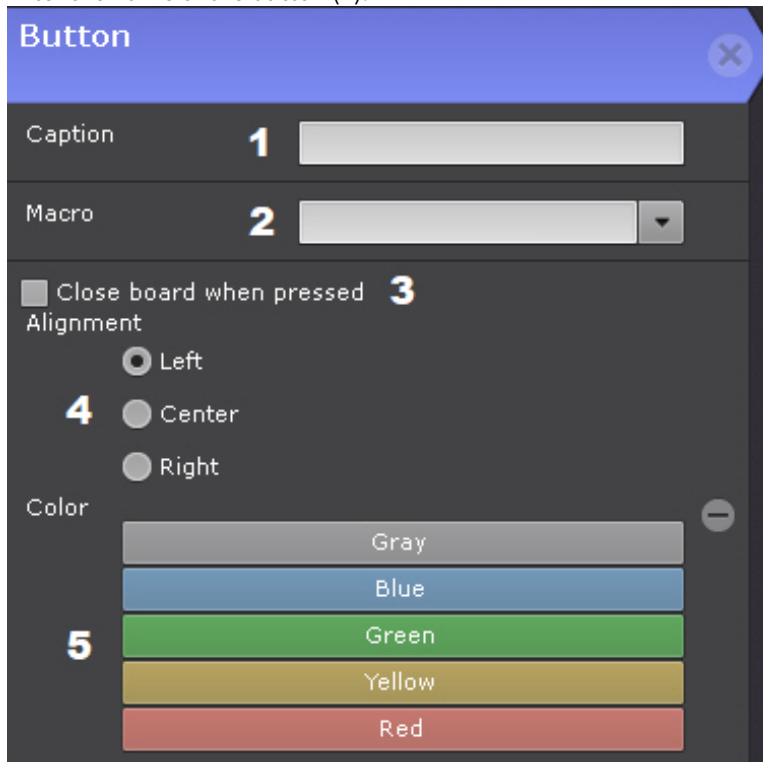 Button
Caption 1
Macro 2
Close board when pressed 3
Alignment
Left
4 Center
Right
Color
Gray
Blue
5 Green
Yellow
Red